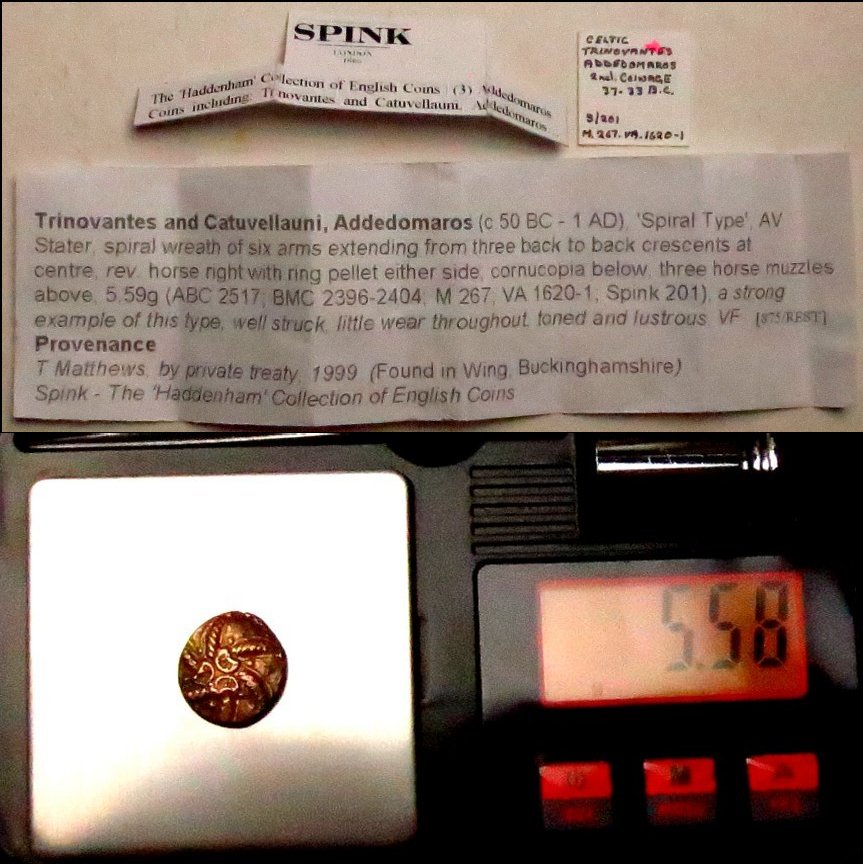 SPINK
LONDON
1666
The 'Haddenham' Collection of English Coins (3) Addedomaros
Coins including: Trinovantes and Catuvellauni. Addedomaros
CELTIC
TRINOVANTES
ADDEDOMAROS
2nd. COINAGE
37-33 B.C.
S/201
M.267. VA.1620-1
Trinovantes and Catuvellauni, Addedomaros (c 50 BC - 1 AD), 'Spiral Type', AV
Stater, spiral wreath of six arms extending from three back to back crescents at
centre, rev. horse right with ring pellet either side, cornucopia below, three horse muzzles
above, 5.59g (ABC 2517; BMC 2396-2404; M 267; VA 1620-1; Spink 201), a strong
example of this type, well struck, little wear throughout, toned and lustrous VF [875/REST]
Provenance
T Matthews, by private treaty, 1999 (Found in Wing, Buckinghamshire)
Spink - The 'Haddenham' Collection of English Coins
5.58
M